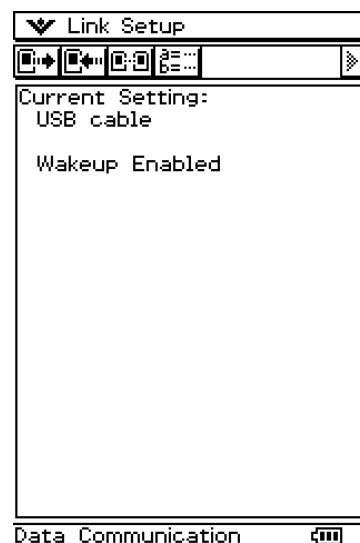 Link Setup
Current Setting:
USB cable
Wakeup Enabled
Data Communication